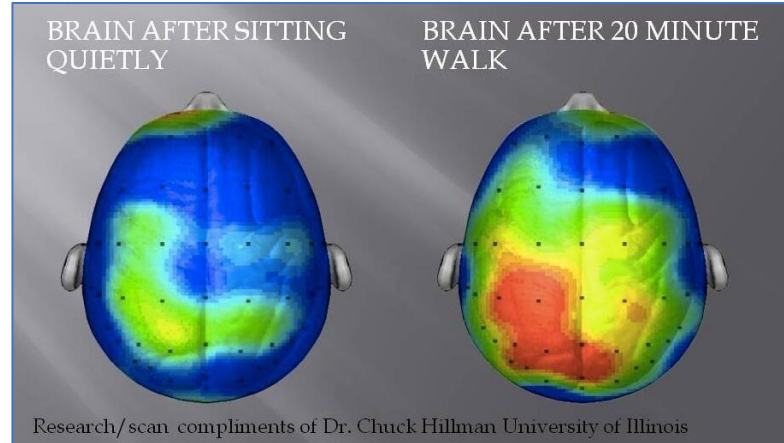 BRAIN AFTER SITTING
QUIETLY
BRAIN AFTER 20 MINUTE
WALK
Research/scan compliments of Dr. Chuck Hillman University of Illinois